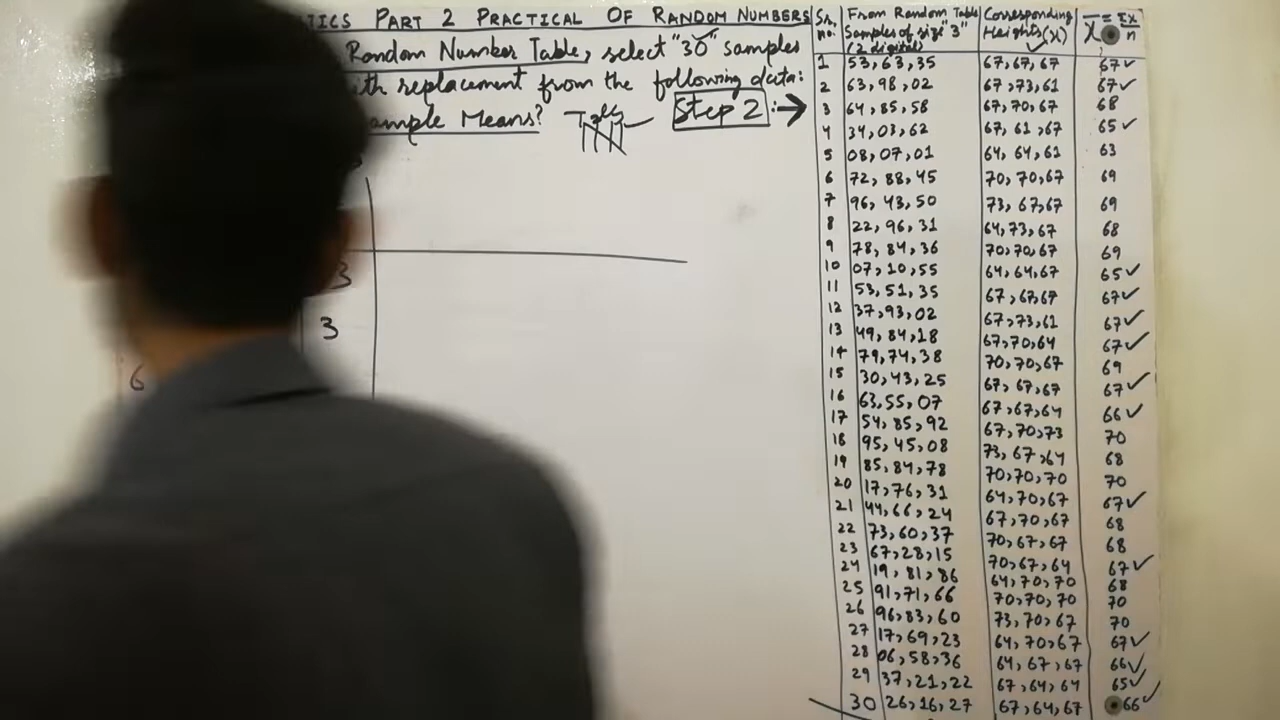 TICS PART 2 PRACTICAL OF RANDOM NUMBERS
RANDOM NUMBER TABLE, select "30" samples
with replacement from the following data:
Sample Means?
Step 2 : →
3
3
6
Sr. no. From Random Table Samples of size "3" (2 digital) Corresponding Heights (x) X̄ = Σx/n
1 53, 63, 35 67, 67, 67 67 ✓
2 63, 98, 02 67, 73, 61 67 ✓
3 64, 85, 58 67, 70, 67 68
4 34, 03, 62 67, 61, 67 65 ✓
5 08, 07, 01 64, 64, 61 63
6 72, 88, 45 70, 70, 67 69
7 96, 43, 50 73, 67, 67 69
8 22, 96, 31 64, 73, 67 68
9 78, 84, 36 70, 70, 67 69
10 07, 10, 55 64, 64, 67 65 ✓
11 53, 51, 35 67, 67, 67 67 ✓
12 37, 93, 02 67, 73, 61 67 ✓
13 49, 84, 18 67, 70, 64 67 ✓
14 79, 74, 38 70, 70, 67 69
15 30, 43, 25 67, 67, 67 67 ✓
16 63, 55, 07 67, 67, 64 66 ✓
17 54, 85, 92 67, 70, 73 70
18 95, 45, 08 73, 67, 64 68
19 85, 84, 78 70, 70, 70 70
20 17, 76, 31 64, 70, 67 67 ✓
21 44, 66, 24 67, 70, 67 68
22 73, 60, 37 70, 67, 67 68
23 67, 28, 15 70, 67, 64 67 ✓
24 19, 81, 86 64, 70, 70 68
25 91, 71, 66 70, 70, 70 70
26 96, 83, 60 73, 70, 67 70
27 17, 69, 23 64, 70, 67 67 ✓
28 06, 58, 36 64, 67, 67 66 ✓
29 37, 21, 22 67, 64, 64 65 ✓
30 26, 16, 27 67, 64, 67 66 ✓